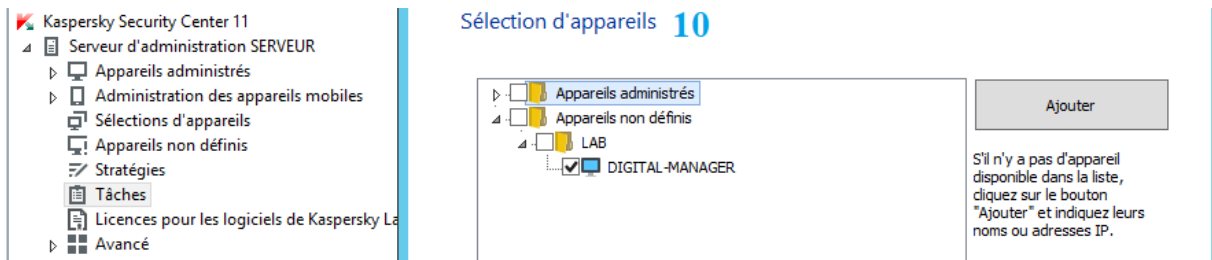 Kaspersky Security Center 11
Serveur d'administration SERVEUR
Appareils administrés
Administration des appareils mobiles
Sélections d'appareils
Appareils non définis
Stratégies
Tâches
Licences pour les logiciels de Kaspersky La
Avancé
Sélection d'appareils 10
Appareils administrés
Appareils non définis
LAB
DIGITAL-MANAGER
Ajouter
S'il n'y a pas d'appareil
disponible dans la liste,
cliquez sur le bouton
"Ajouter" et indiquez leurs
noms ou adresses IP.